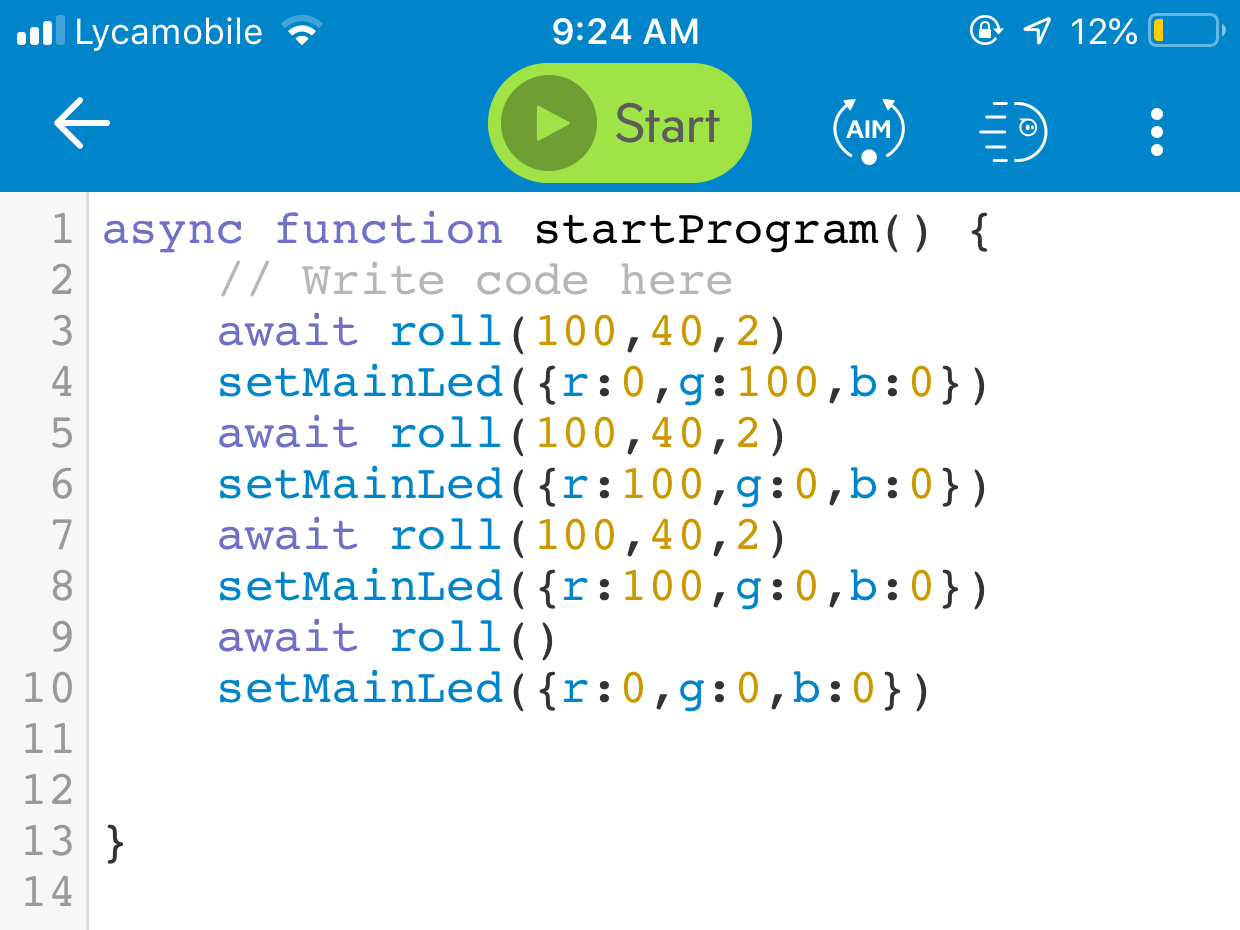 Lycamobile 9:24 AM 12%
Start AIM
1 async function startProgram() {
2 // Write code here
3 await roll(100,40,2)
4 setMainLed({r:0,g:100,b:0})
5 await roll(100,40,2)
6 setMainLed({r:100,g:0,b:0})
7 await roll(100,40,2)
8 setMainLed({r:100,g:0,b:0})
9 await roll()
10 setMainLed({r:0,g:0,b:0})
11
12
13 }
14